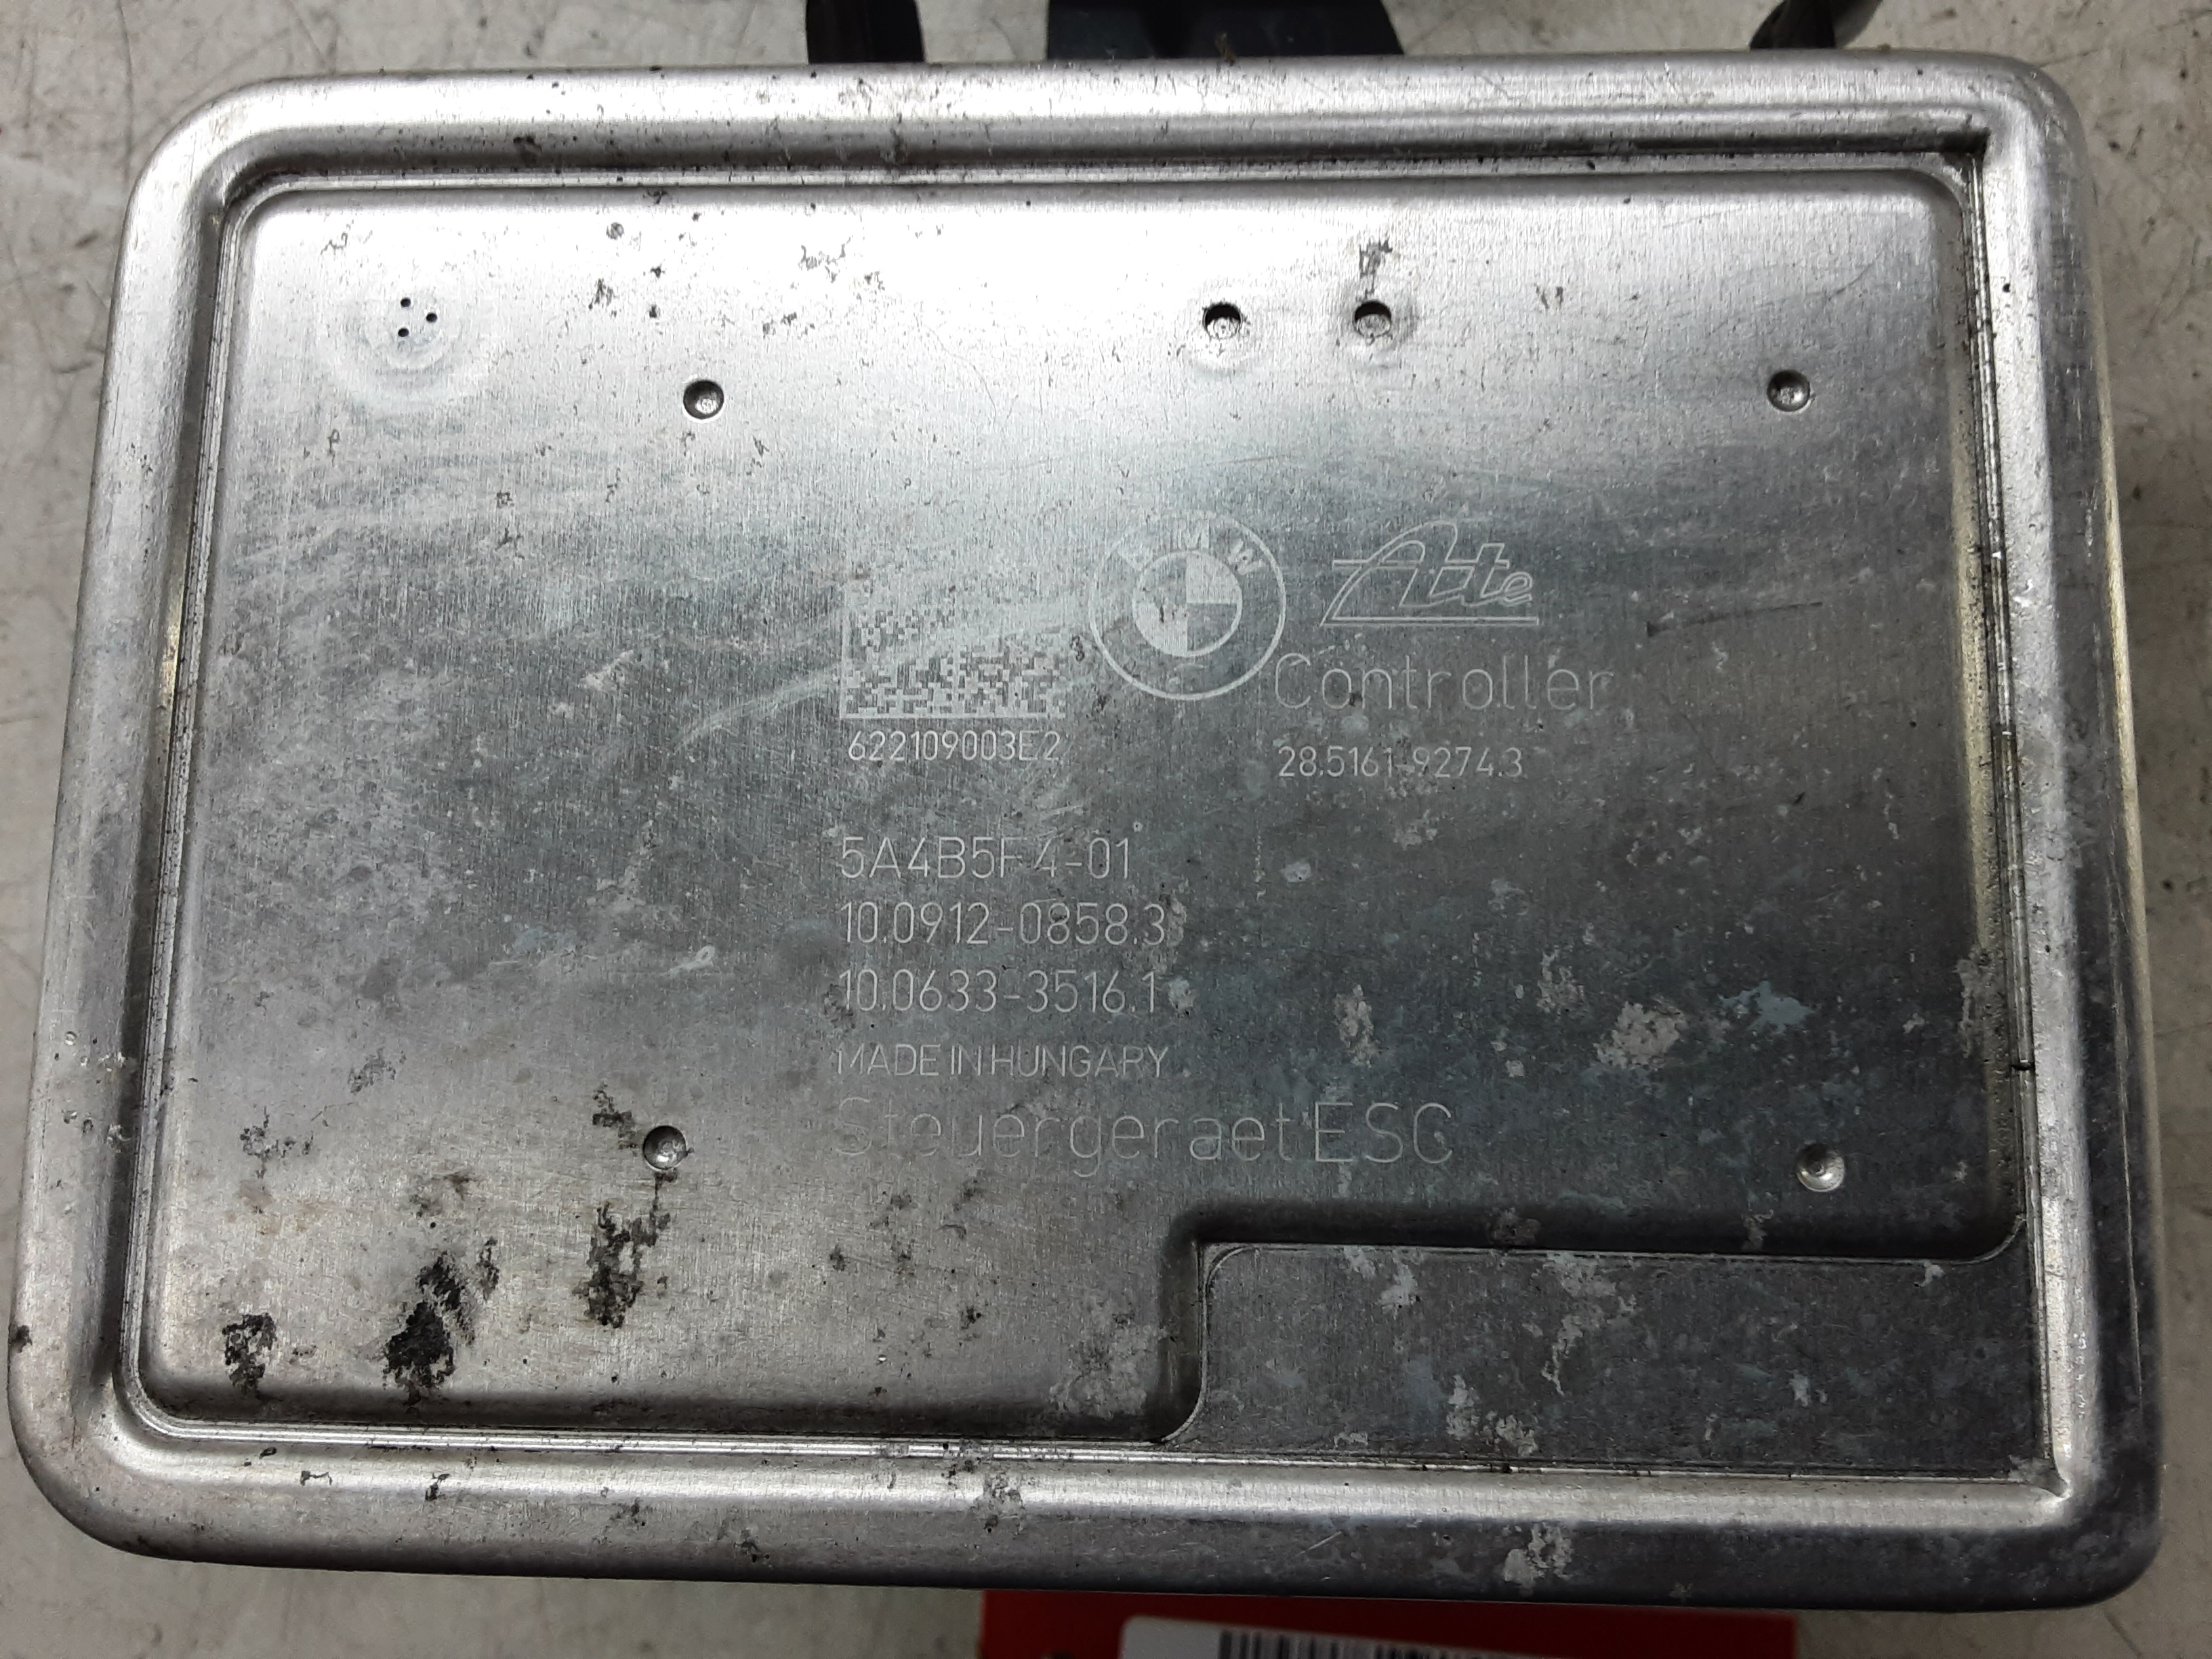 BMW
Ate
Controller
622109003E2
28.5161-9274.3
5A4B5F4-01
10.0912-0858.3
10.0633-3516.1
MADE IN HUNGARY
Steuergeraet ESC